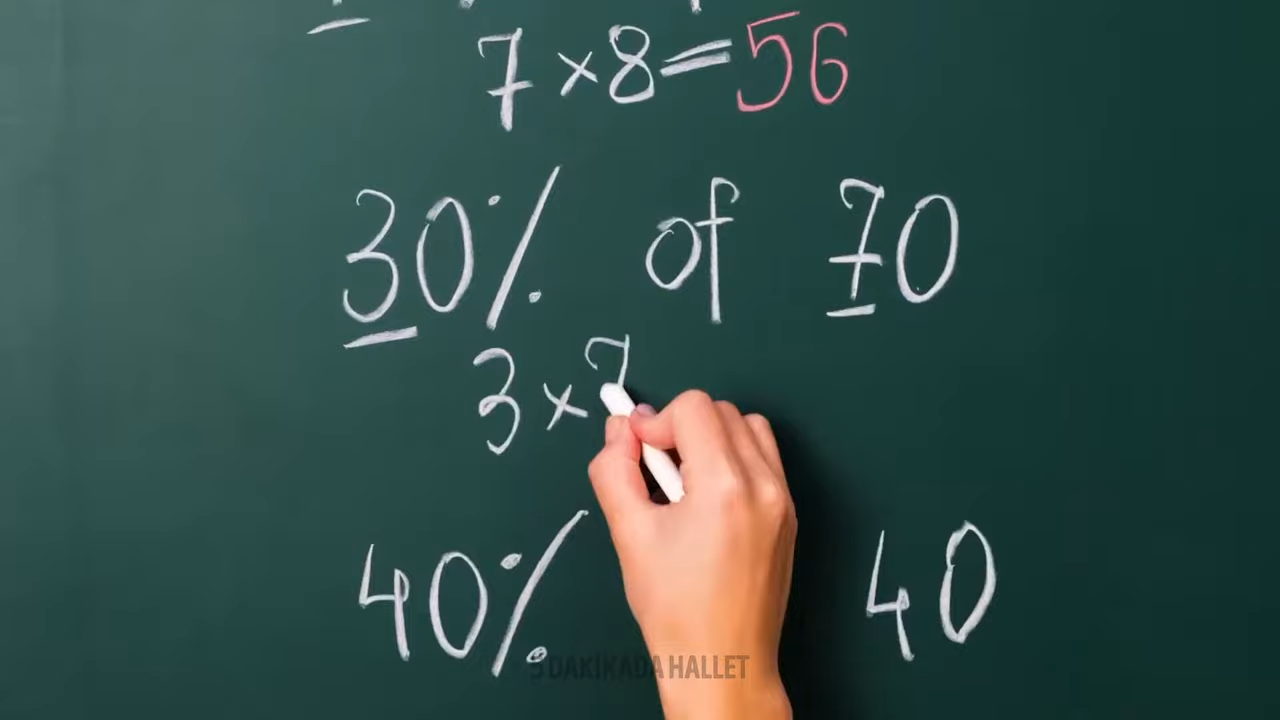 7 × 8 = 56
30% of 70
3 × 7
40% 40
5 DAKİKADA HALLET